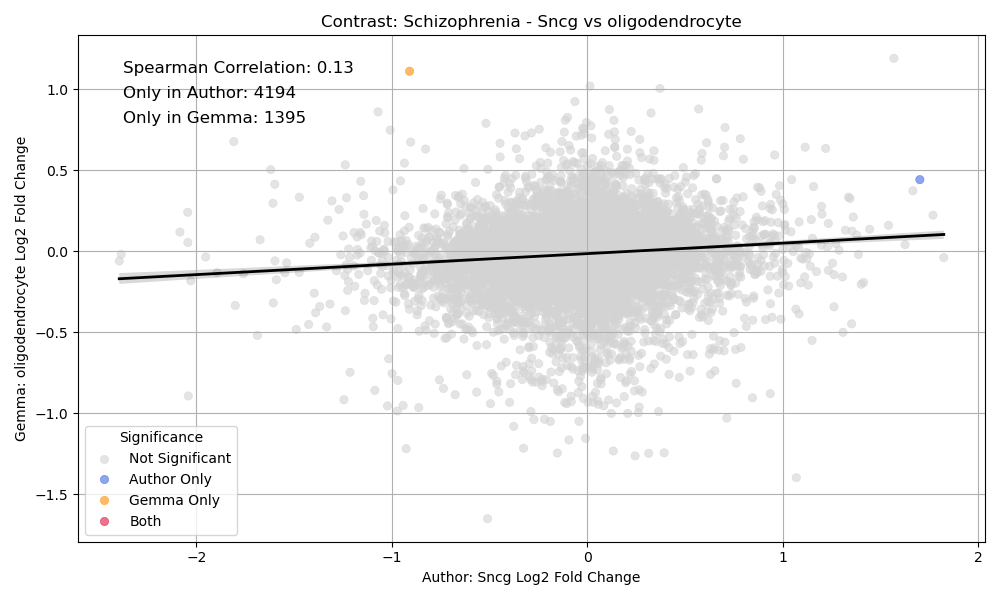 Contrast: Schizophrenia - Sncg vs oligodendrocyte
Spearman Correlation: 0.13
Only in Author: 4194
Only in Gemma: 1395
1.0
0.5
0.0
−0.5
−1.0
−1.5
Gemma: oligodendrocyte Log2 Fold Change
Significance
Not Significant
Author Only
Gemma Only
Both
−2
−1
0
1
2
Author: Sncg Log2 Fold Change